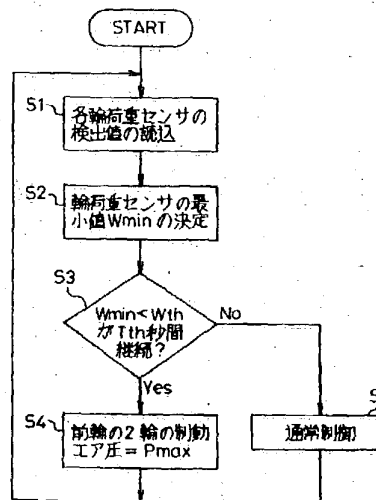 START
S1
各輪荷重センサの
検出値の読込
S2
輪荷重センサの最
小値Wminの決定
S3
Wmin<Wth
がTth秒間
継続?
No
Yes
S4
前輪の2輪の制動
エア圧=Pmax
S
通常制御